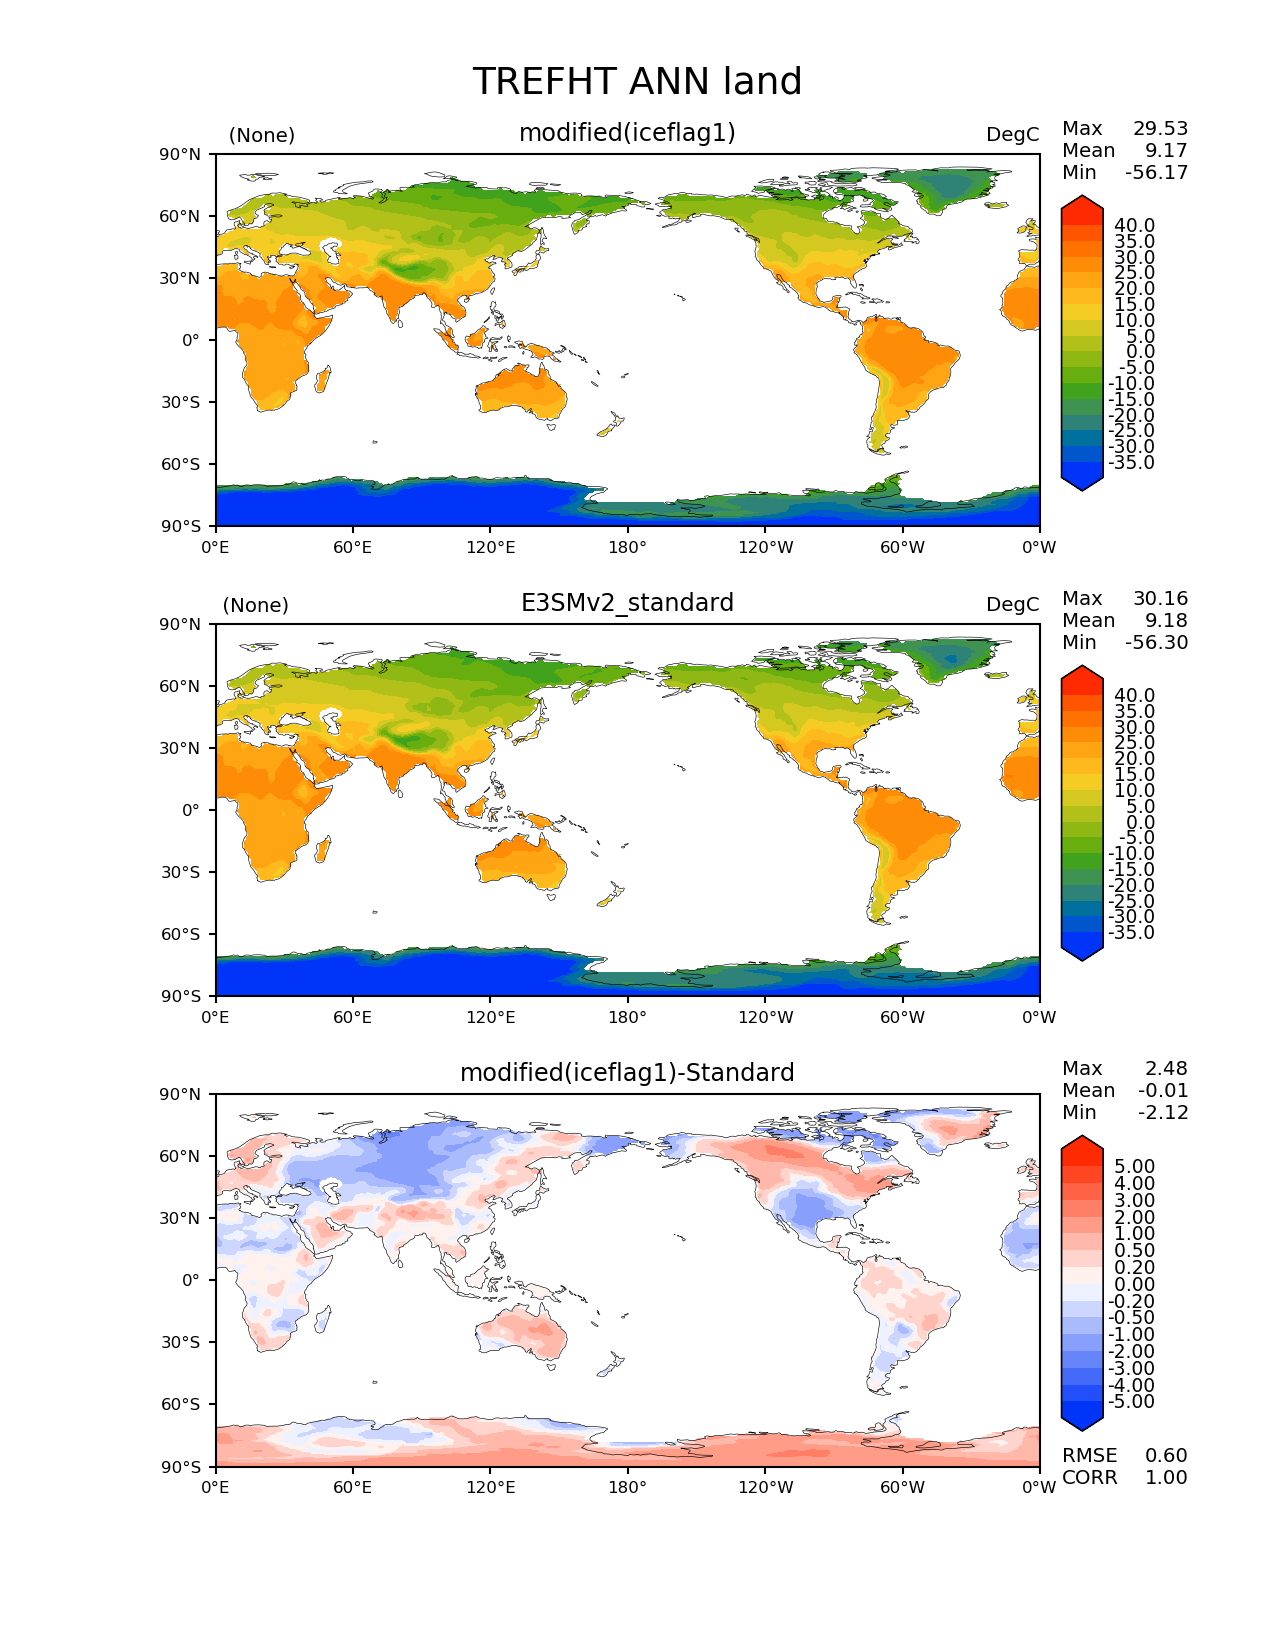 TREFHT ANN land
(None) modified(iceflag1) DegC
Max 29.53
Mean 9.17
Min -56.17
90°N
60°N
30°N
0°
30°S
60°S
90°S
0°E 60°E 120°E 180° 120°W 60°W 0°W
40.0
35.0
30.0
25.0
20.0
15.0
10.0
5.0
0.0
-5.0
-10.0
-15.0
-20.0
-25.0
-30.0
-35.0
(None) E3SMv2_standard DegC
Max 30.16
Mean 9.18
Min -56.30
90°N
60°N
30°N
0°
30°S
60°S
90°S
0°E 60°E 120°E 180° 120°W 60°W 0°W
40.0
35.0
30.0
25.0
20.0
15.0
10.0
5.0
0.0
-5.0
-10.0
-15.0
-20.0
-25.0
-30.0
-35.0
modified(iceflag1)-Standard
Max 2.48
Mean -0.01
Min -2.12
90°N
60°N
30°N
0°
30°S
60°S
90°S
0°E 60°E 120°E 180° 120°W 60°W 0°W
5.00
4.00
3.00
2.00
1.00
0.50
0.20
0.00
-0.20
-0.50
-1.00
-2.00
-3.00
-4.00
-5.00
RMSE 0.60
CORR 1.00